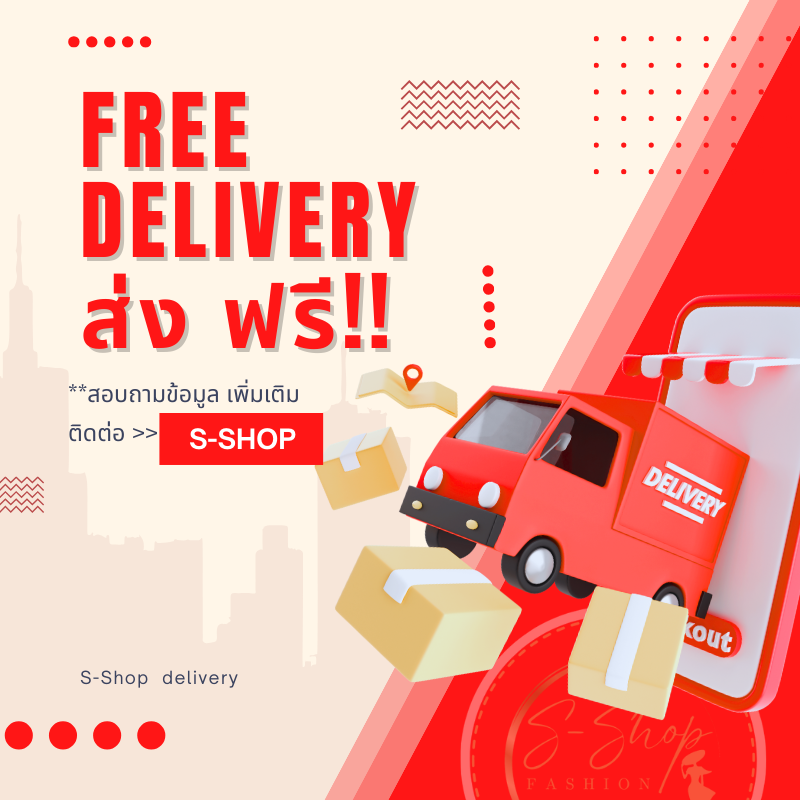 FREE
DELIVERY
ส่ง ฟรี!!
**สอบถามข้อมูล เพิ่มเติม
ติดต่อ >> S-SHOP
DELIVERY
kout
S-Shop delivery
S-Shop
FASHION